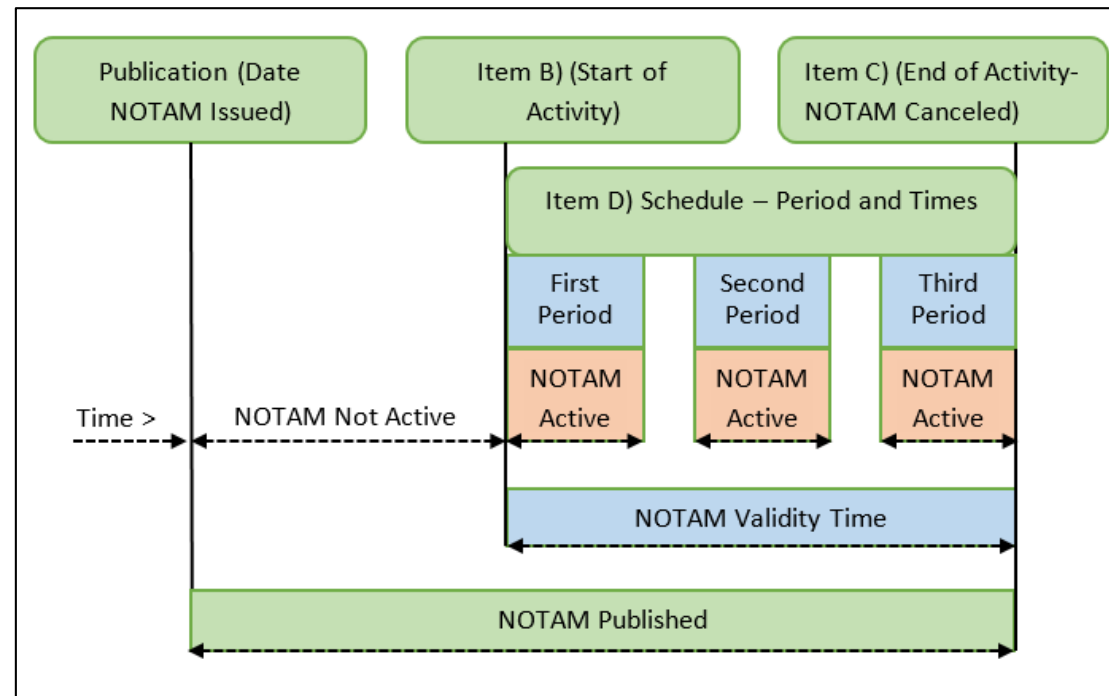 Publication (Date
NOTAM Issued)
Item B) (Start of
Activity)
Item C) (End of Activity-
NOTAM Canceled)
Item D) Schedule – Period and Times
First
Period
Second
Period
Third
Period
NOTAM
Active
NOTAM
Active
NOTAM
Active
Time >
NOTAM Not Active
NOTAM Validity Time
NOTAM Published